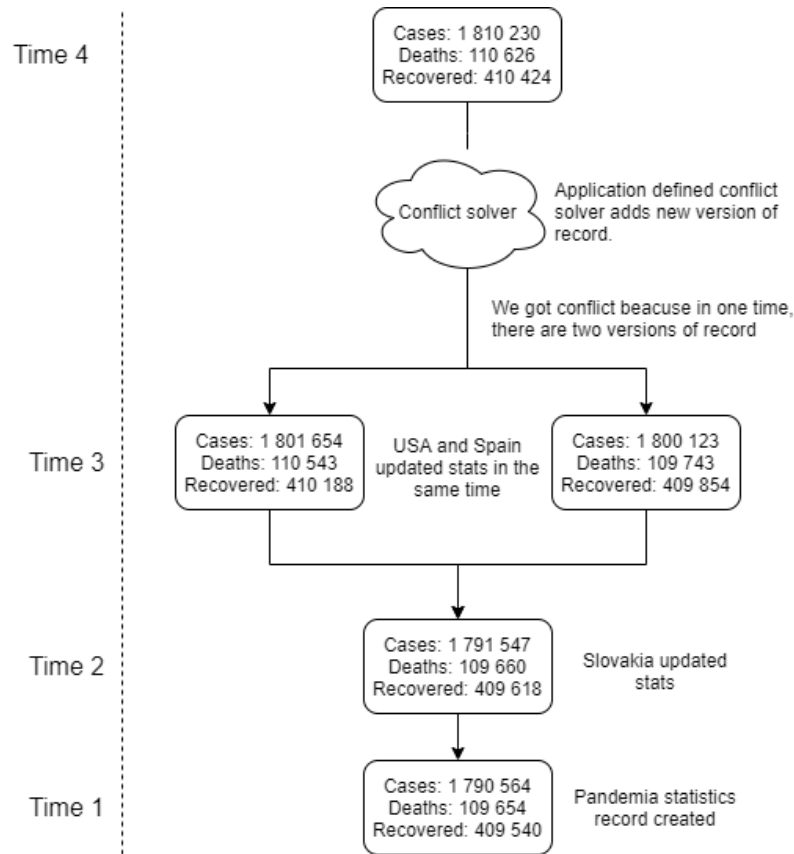 Time 4
Cases: 1 810 230
Deaths: 110 626
Recovered: 410 424
Conflict solver
Application defined conflict
solver adds new version of
record.
We got conflict beacuse in one time,
there are two versions of record
Time 3
Cases: 1 801 654
Deaths: 110 543
Recovered: 410 188
USA and Spain
updated stats in the
same time
Cases: 1 800 123
Deaths: 109 743
Recovered: 409 854
Time 2
Cases: 1 791 547
Deaths: 109 660
Recovered: 409 618
Slovakia updated
stats
Time 1
Cases: 1 790 564
Deaths: 109 654
Recovered: 409 540
Pandemia statistics
record created